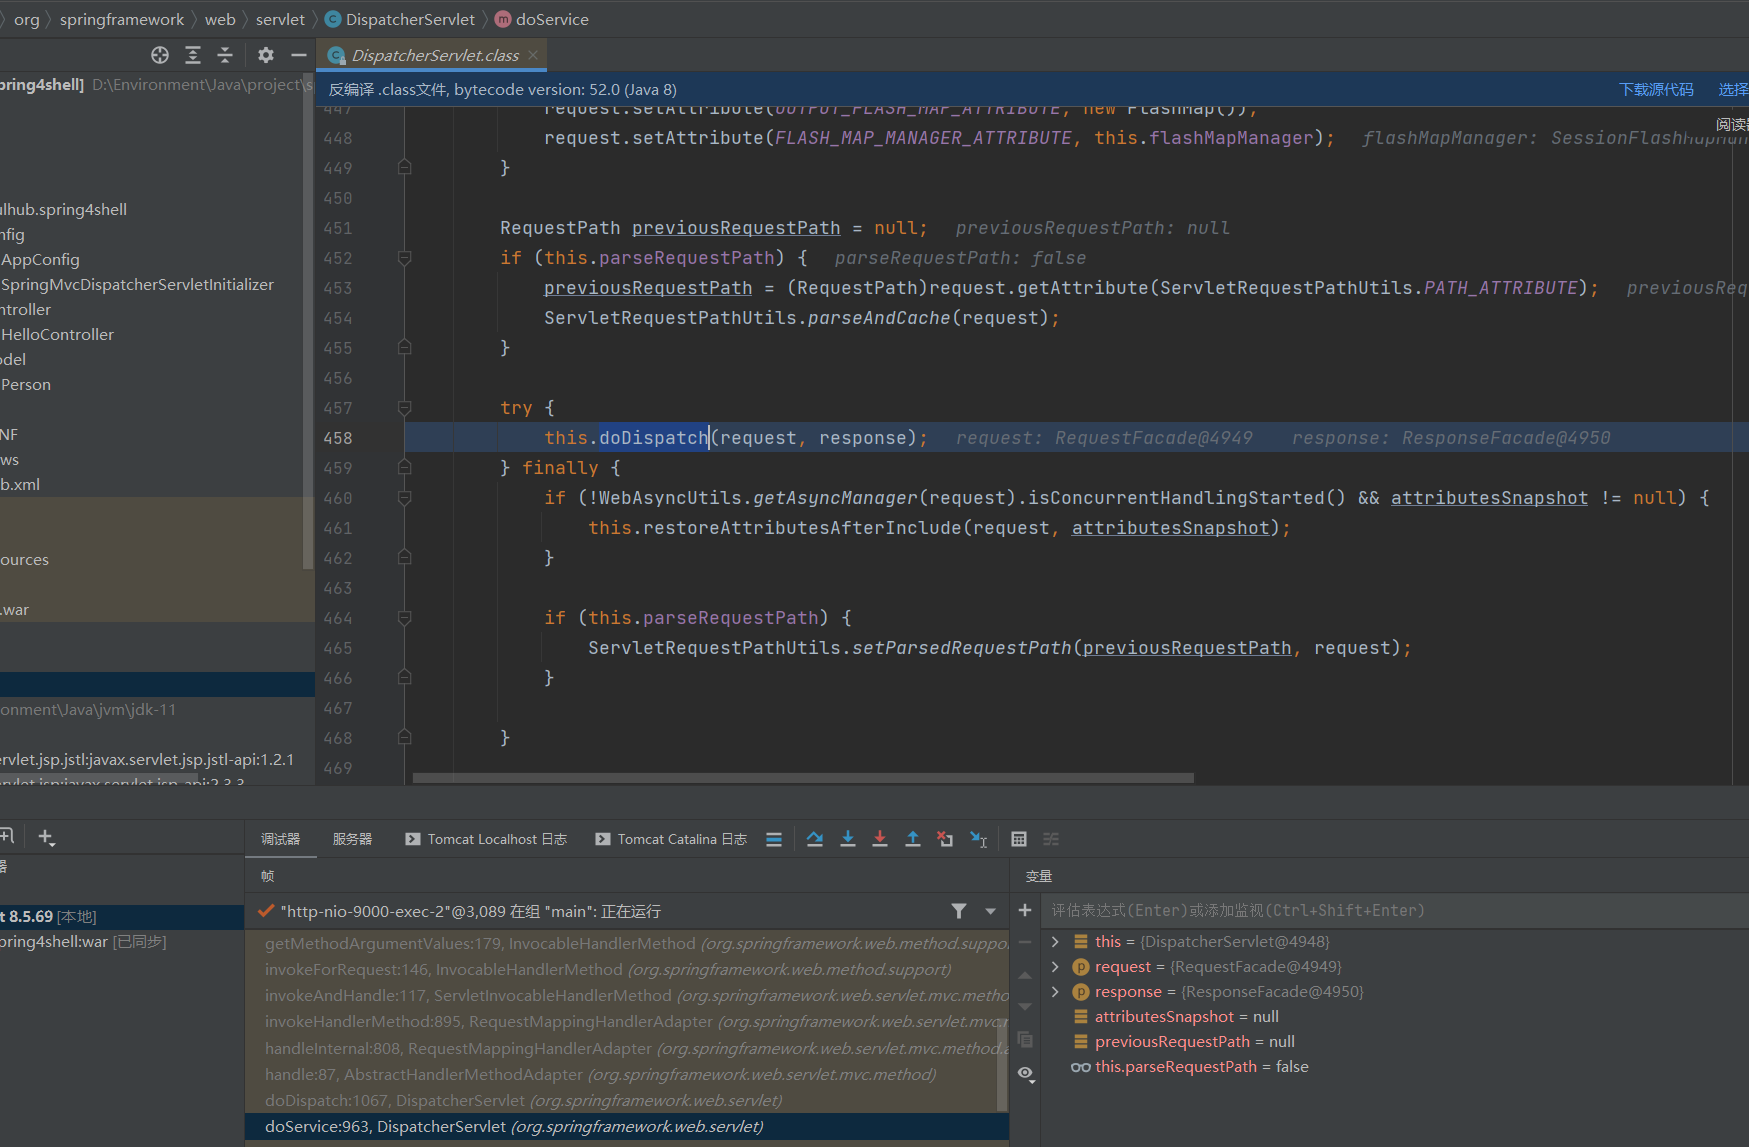 org springframework web servlet DispatcherServlet doService
DispatcherServlet.class
pring4shell] D:\Environment\Java\project\s
反编译 .class文件, bytecode version: 52.0 (Java 8) 下载源代码 选择
447 request.setAttribute(OUTPUT_FLASH_MAP_ATTRIBUTE, new FlashMap());
448 request.setAttribute(FLASH_MAP_MANAGER_ATTRIBUTE, this.flashMapManager); flashMapManager: SessionFlashMapMan
阅读
449 }
450
451 RequestPath previousRequestPath = null; previousRequestPath: null
452 if (this.parseRequestPath) { parseRequestPath: false
453 previousRequestPath = (RequestPath)request.getAttribute(ServletRequestPathUtils.PATH_ATTRIBUTE); previousReq
454 ServletRequestPathUtils.parseAndCache(request);
455 }
456
457 try {
458 this.doDispatch(request, response); request: RequestFacade@4949 response: ResponseFacade@4950
459 } finally {
460 if (!WebAsyncUtils.getAsyncManager(request).isConcurrentHandlingStarted() && attributesSnapshot != null) {
461 this.restoreAttributesAfterInclude(request, attributesSnapshot);
462 }
463
464 if (this.parseRequestPath) {
465 ServletRequestPathUtils.setParsedRequestPath(previousRequestPath, request);
466 }
467
468 }
469
ulhub.spring4shell
nfig
AppConfig
SpringMvcDispatcherServletInitializer
ntroller
HelloController
odel
Person
NF
ws
b.xml
ources
.war
onment\Java\jvm\jdk-11
ervlet.jsp.jstl:javax.servlet.jsp.jstl-api:1.2.1
ervlet.jsp:javax.servlet.jsp-api:2.3.3
调试器 服务器 Tomcat Localhost 日志 Tomcat Catalina 日志
器
t 8.5.69 [本地]
pring4shell:war [已同步]
帧
"http-nio-9000-exec-2"@3,089 在组 "main": 正在运行
getMethodArgumentValues:179, InvocableHandlerMethod (org.springframework.web.method.suppo
invokeForRequest:146, InvocableHandlerMethod (org.springframework.web.method.support)
invokeAndHandle:117, ServletInvocableHandlerMethod (org.springframework.web.servlet.mvc.metho
invokeHandlerMethod:895, RequestMappingHandlerAdapter (org.springframework.web.servlet.mvc.r
handleInternal:808, RequestMappingHandlerAdapter (org.springframework.web.servlet.mvc.method.a
handle:87, AbstractHandlerMethodAdapter (org.springframework.web.servlet.mvc.method)
doDispatch:1067, DispatcherServlet (org.springframework.web.servlet)
doService:963, DispatcherServlet (org.springframework.web.servlet)
变量
评估表达式(Enter)或添加监视(Ctrl+Shift+Enter)
this = {DispatcherServlet@4948}
request = {RequestFacade@4949}
response = {ResponseFacade@4950}
attributesSnapshot = null
previousRequestPath = null
this.parseRequestPath = false